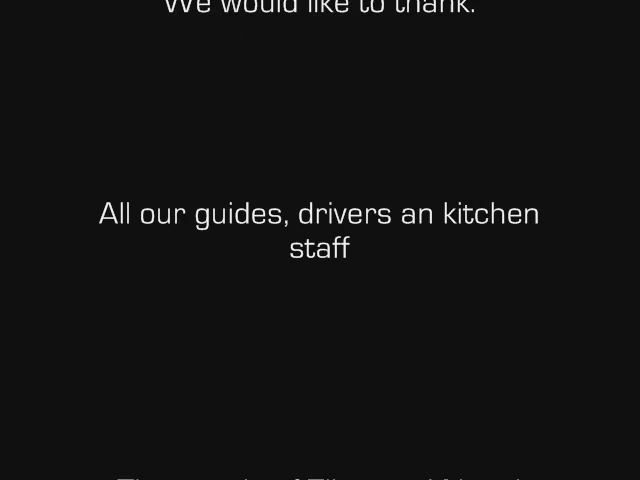 We would like to thank.
All our guides, drivers an kitchen
staff